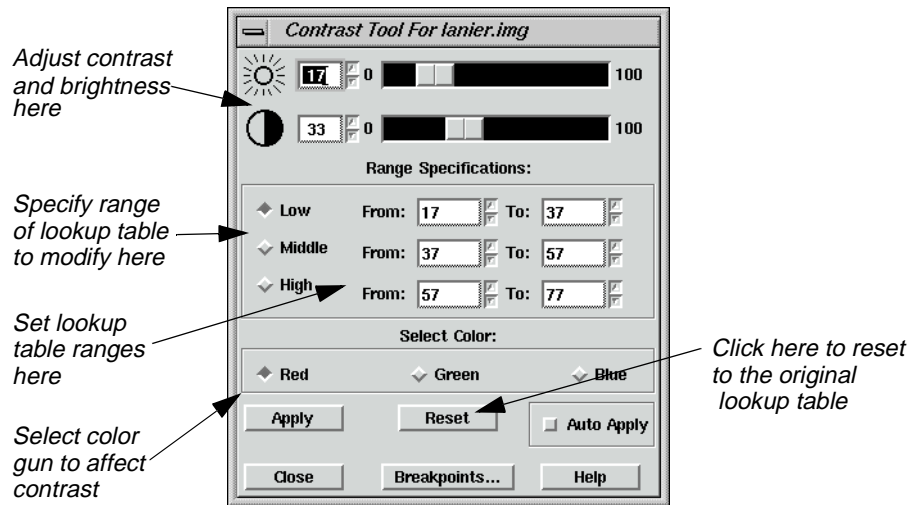 Contrast Tool For lanier.img
Adjust contrast
and brightness
here
17 0 100
33 0 100
Range Specifications:
Specify range
of lookup table
to modify here
Low From: 17 To: 37
Middle From: 37 To: 57
High From: 57 To: 77
Set lookup
table ranges
here
Select Color:
Red Green Blue
Click here to reset
to the original
lookup table
Apply Reset Auto Apply
Select color
gun to affect
contrast
Close Breakpoints... Help